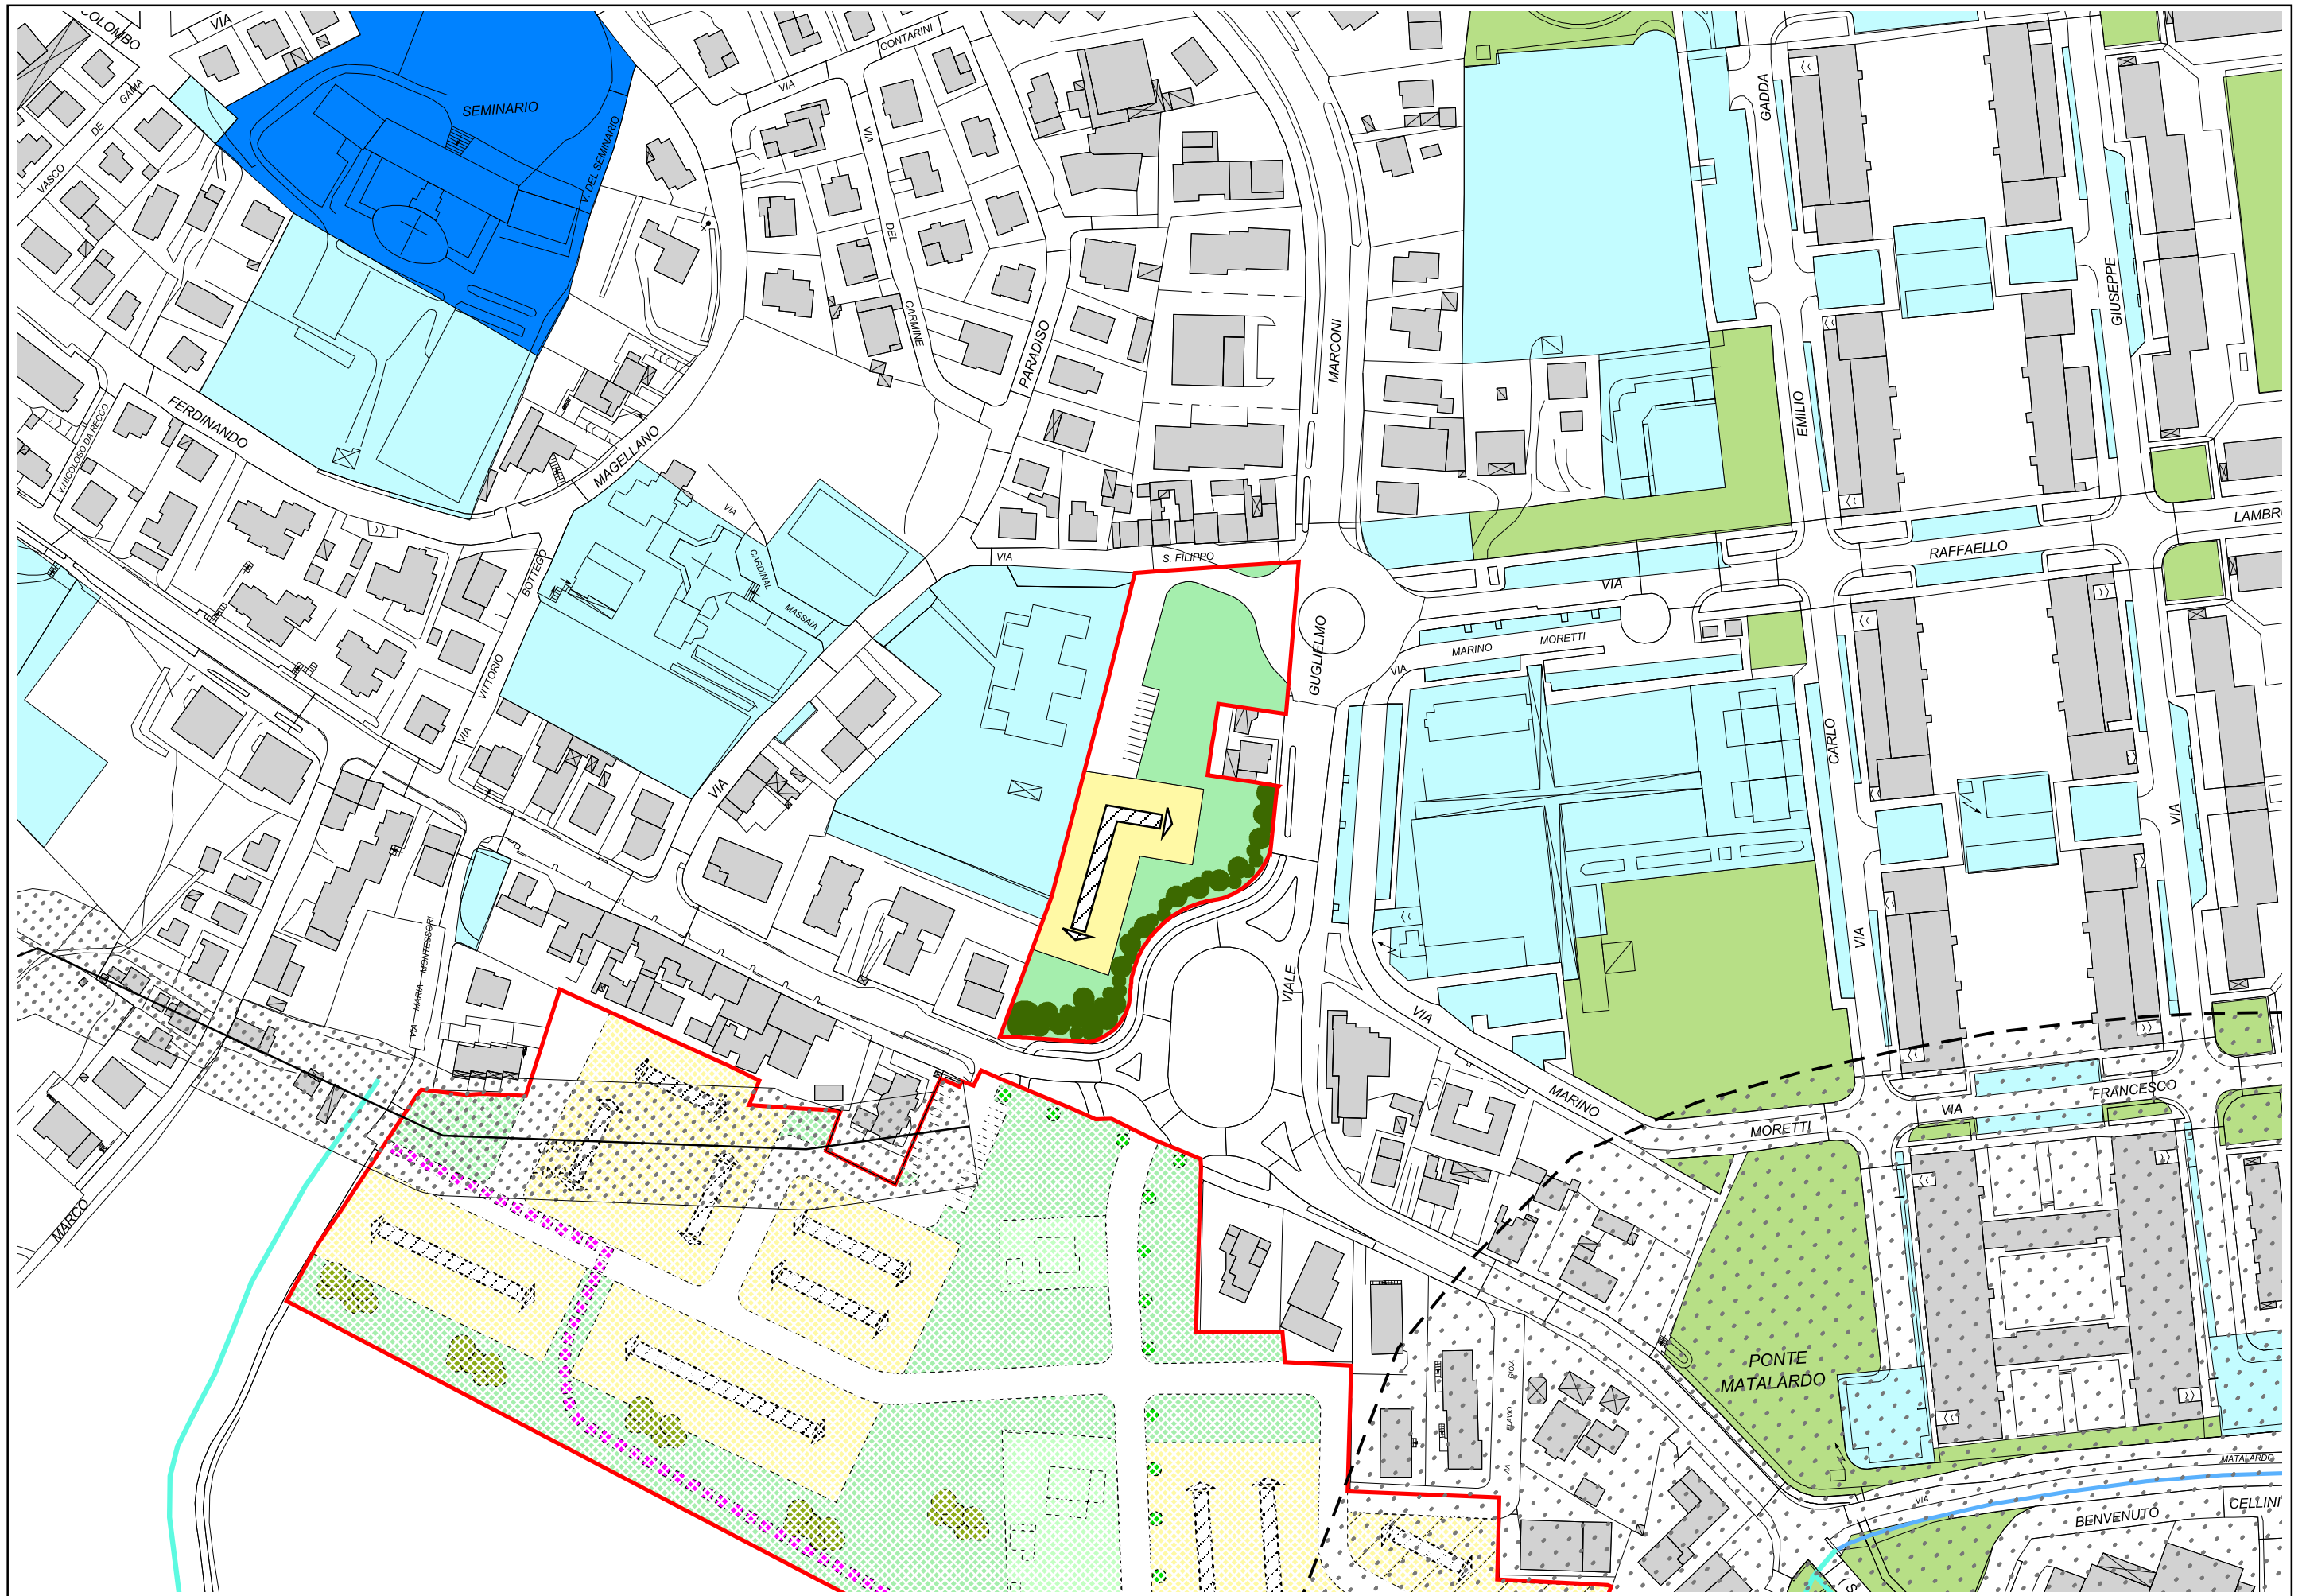 COLOMBO
VIA
GAMA
DE
VASCO
SEMINARIO
V. DEL SEMINARIO
VIA
CONTARINI
VIA
DEL
CARMINE
PARADISO
MARCONI
GADDA
EMILIO
GIUSEPPE
FERDINANDO
V.NICOLOSO DA RECCO
MAGELLANO
VIA
CARDINAL
MASSAIA
BOTTEGO
VITTORIO
VIA
VIA
VIA
S. FILIPPO
GUGLIELMO
VIALE
VIA
RAFFAELLO
LAMBR
VIA
MARINO
MORETTI
CARLO
VIA
VIA
VIA MARIA MONTESSORI
MARCO
VIA
MARINO
MORETTI
VIA
FRANCESCO
PONTE
MATALARDO
VIA
FLAVIO
GIOIA
VIA
MATALARDO
BENVENUTO
CELLINI